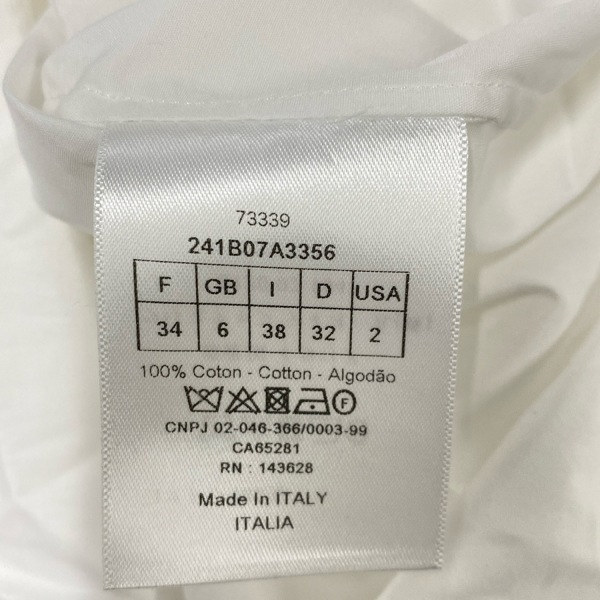 73339
241B07A3356
F GB I D USA
34 6 38 32 2
100% Coton - Cotton - Algodão
F
CNPJ 02-046-366/0003-99
CA65281
RN : 143628
Made In ITALY
ITALIA